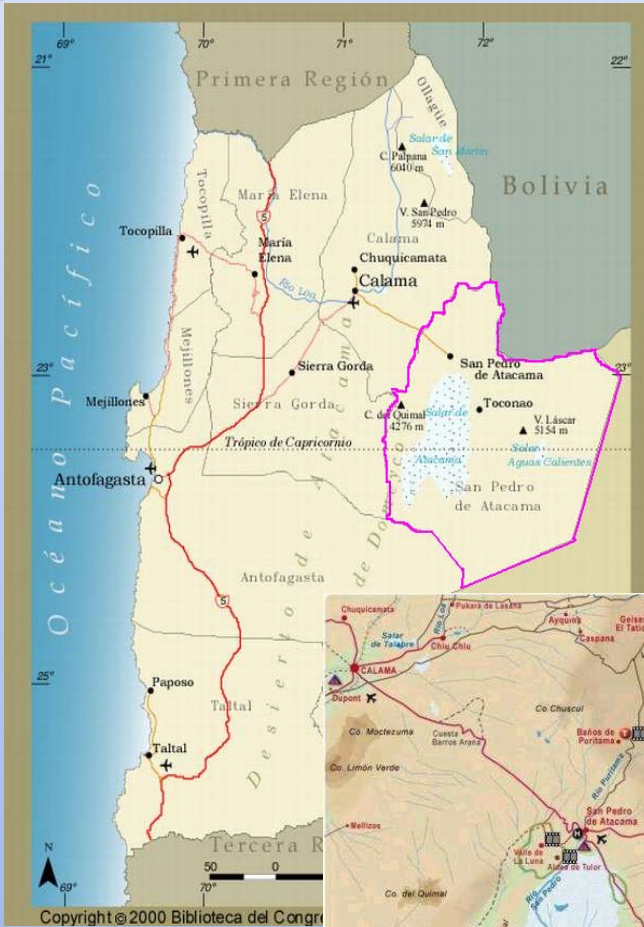 69°
70°
71°
72°
21°
22°
Primera Región
Ollagüe
Salar de
San Martín
C. Palpana
6040 m
Bolivia
María Elena
Tocopilla
V. San Pedro
5974 m
Tocopilla
Calama
María
Elena
Chuquicamata
5
Calama
Río Loa
Océano Pacífico
Mejillones
San Pedro
de Atacama
23°
23°
Sierra Gorda
Mejillones
Sierra Gorda
C. del Quimal
4276 m
Salar de
Atacama
Toconao
V. Láscar
5154 m
Salar
Aguas Calientes
Trópico de Capricornio
Antofagasta
San Pedro
de Atacama
Desierto de Atacama
de Domeyco
Antofagasta
5
25°
Paposo
Taltal
Taltal
N
Tercera R
50
0
69°
70°
Copyright © 2000 Biblioteca del Congre
Chuquicamata
Pukara de Lasana
Río Loa
Ayquina
Caspana
Geises
El Tatio
Salar
de Talabre
Chiu Chiu
CALAMA
Dupont
Co. Chuscul
Co. Moctezuma
Cuesta
Barros Arana
Baños de
Puritama
T
Co. Limón Verde
Río Puritama
Mellizos
San Pedro
de Atacama
H
Valle de
La Luna
Aldea de Tulor
Río
San Pedro
Co. del Quimal